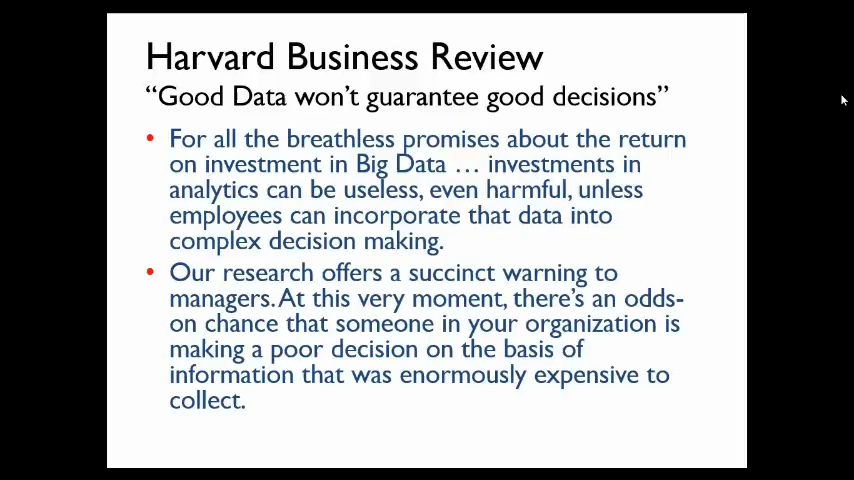 Harvard Business Review
“Good Data won’t guarantee good decisions”
• For all the breathless promises about the return
on investment in Big Data … investments in
analytics can be useless, even harmful, unless
employees can incorporate that data into
complex decision making.
• Our research offers a succinct warning to
managers. At this very moment, there’s an odds-
on chance that someone in your organization is
making a poor decision on the basis of
information that was enormously expensive to
collect.